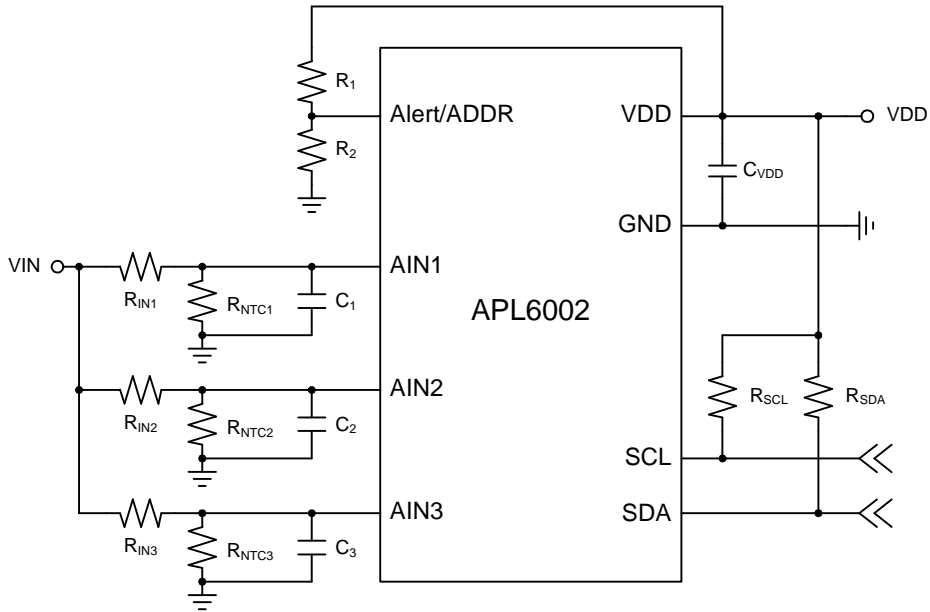 R1
Alert/ADDR
VDD
VDD
R2
CVDD
GND
VIN
RIN1
RNTC1
C1
AIN1
APL6002
RIN2
RNTC2
C2
AIN2
RSCL
RSDA
SCL
RIN3
RNTC3
C3
AIN3
SDA